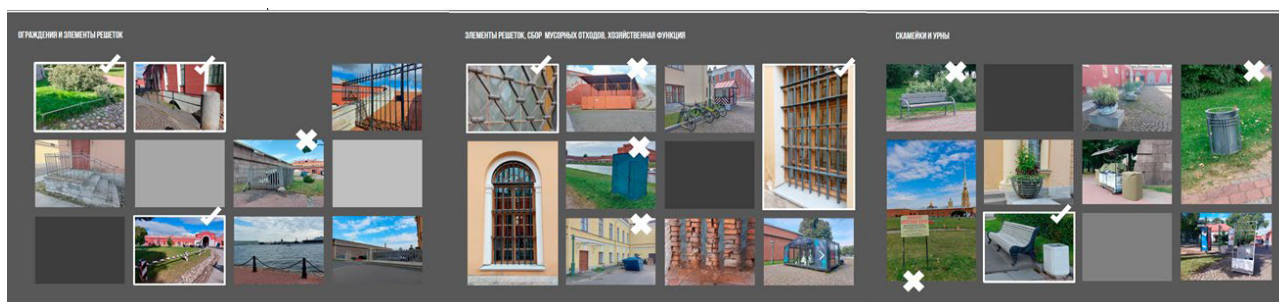 ОГРАЖДЕНИЯ И ЭЛЕМЕНТЫ РЕШЕТОК
ЭЛЕМЕНТЫ РЕШЕТОК, СБОР МУСОРНЫХ ОТХОДОВ, ХОЗЯЙСТВЕННАЯ ФУНКЦИЯ
СКАМЕЙКИ И УРНЫ